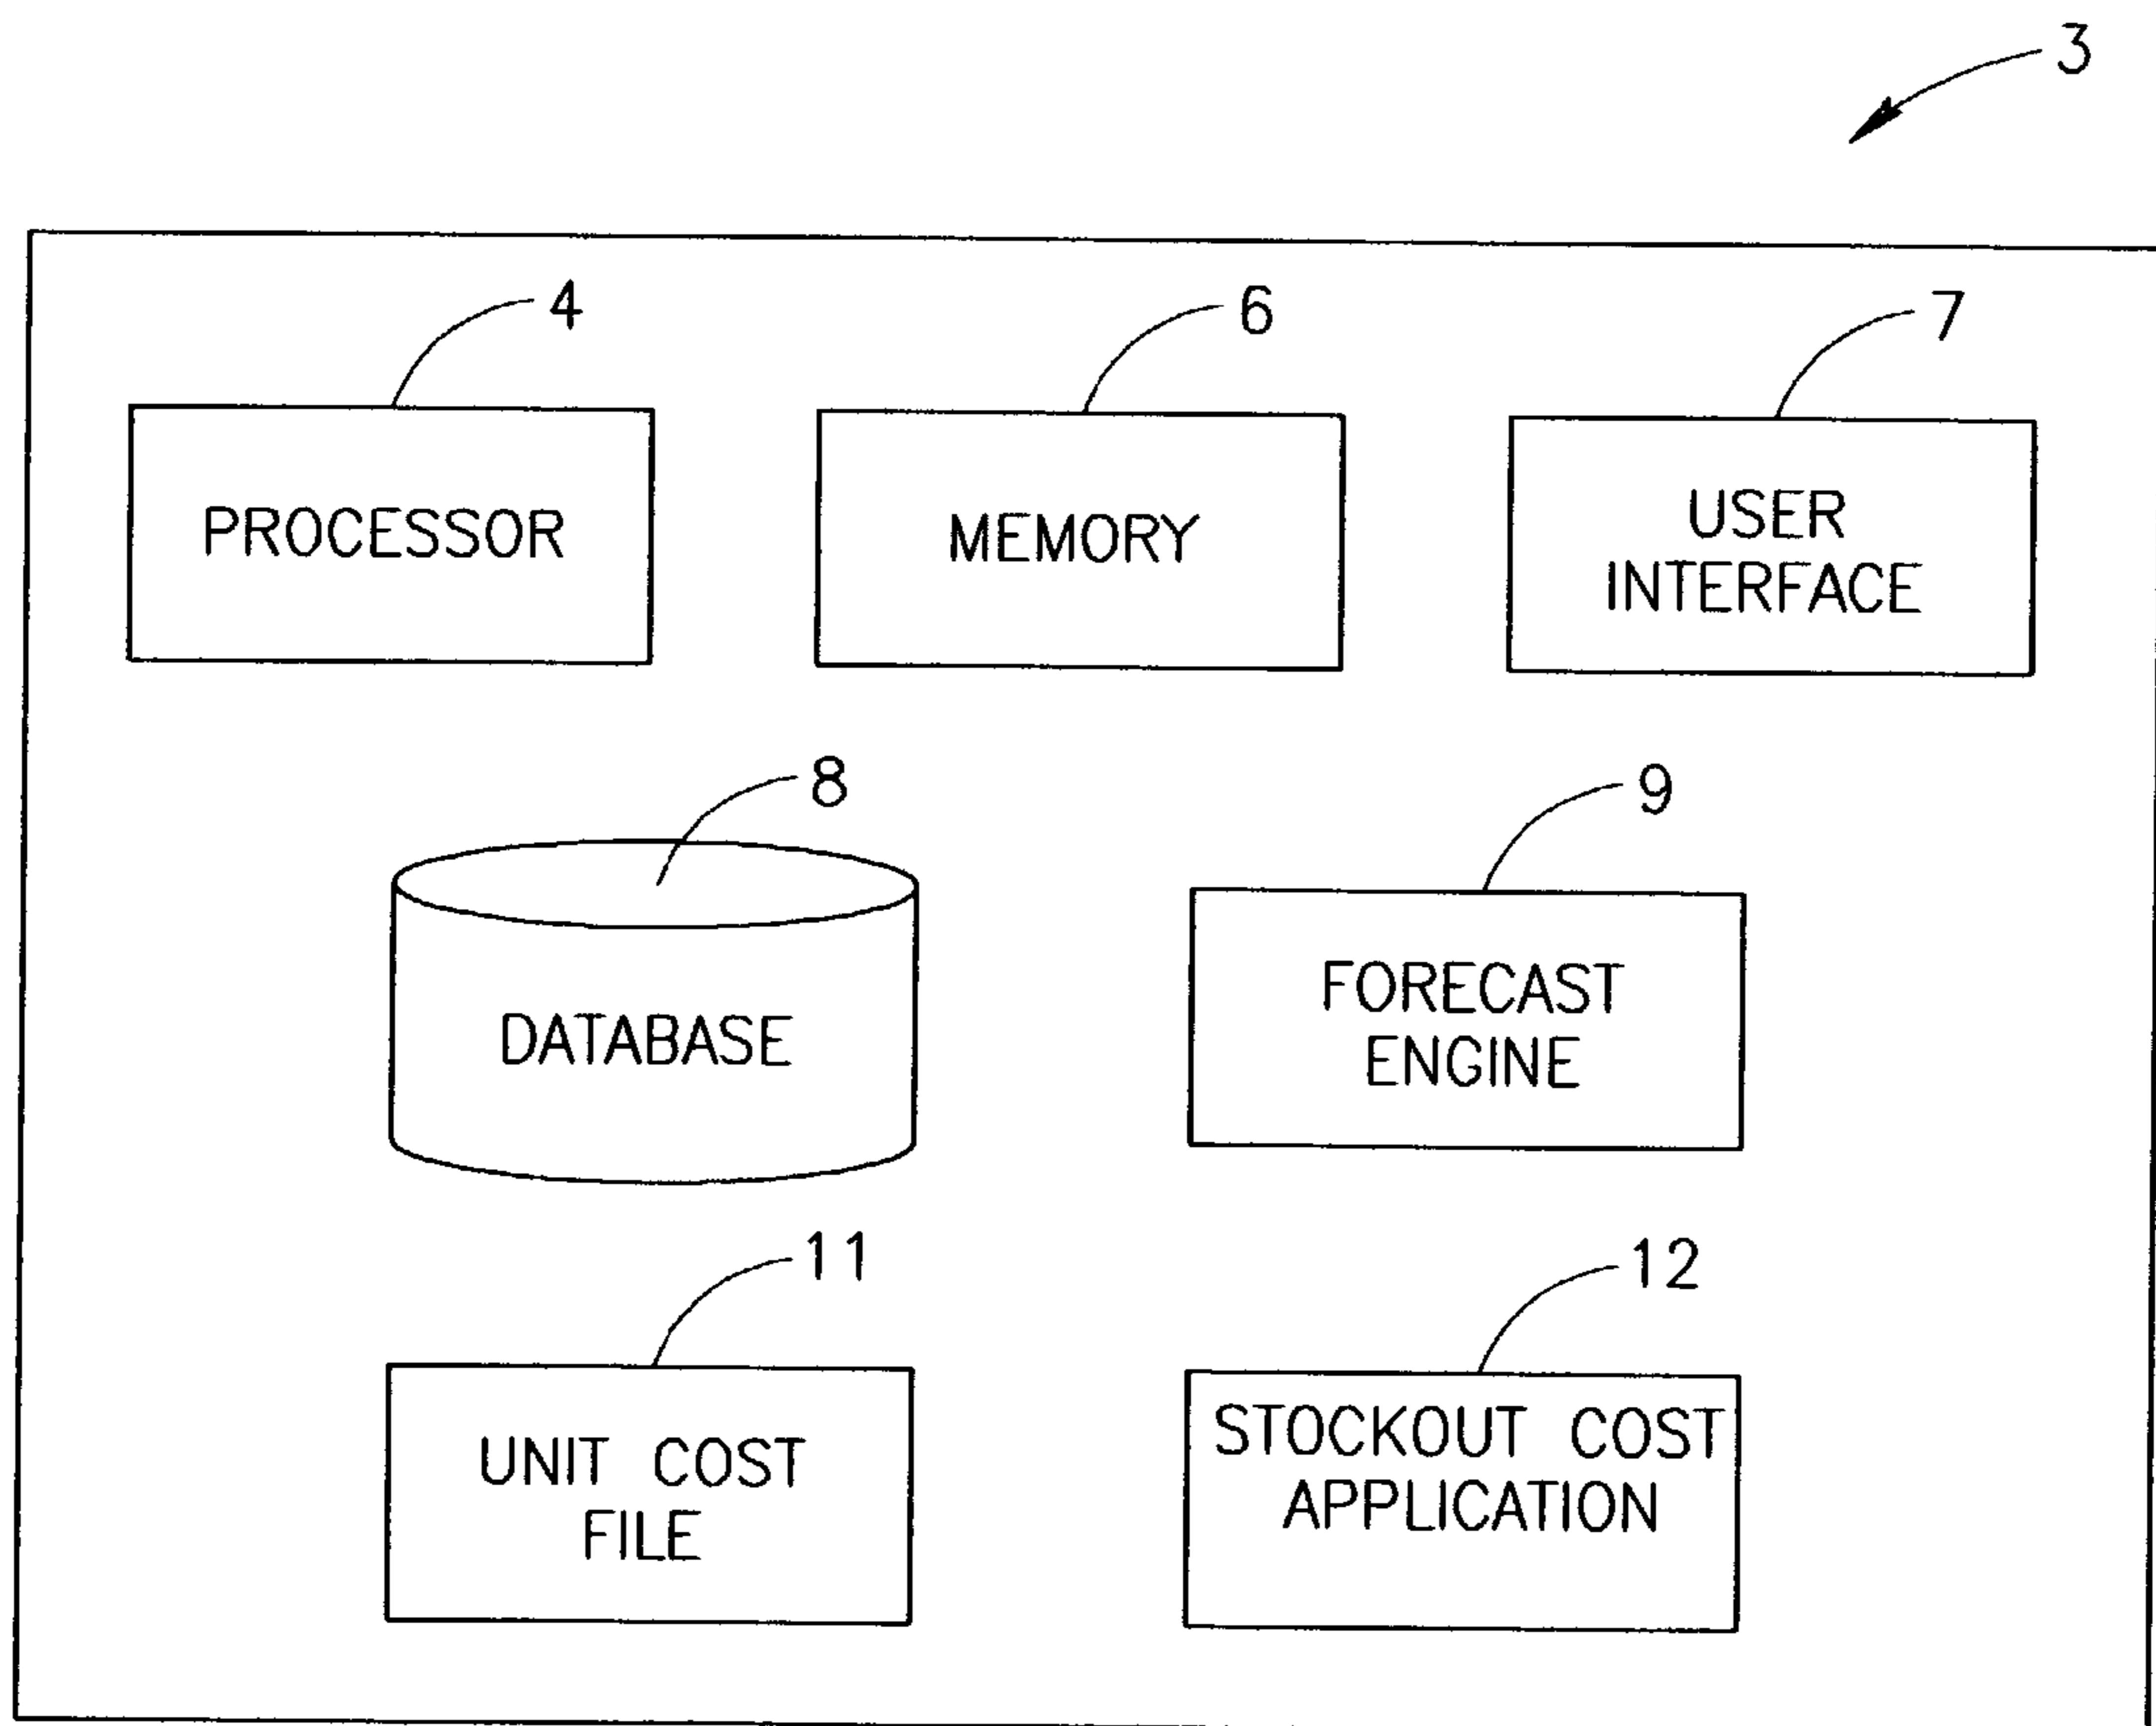 3
4
6
7
PROCESSOR
MEMORY
USER
INTERFACE
8
9
DATABASE
FORECAST
ENGINE
11
12
UNIT COST
FILE
STOCKOUT COST
APPLICATION